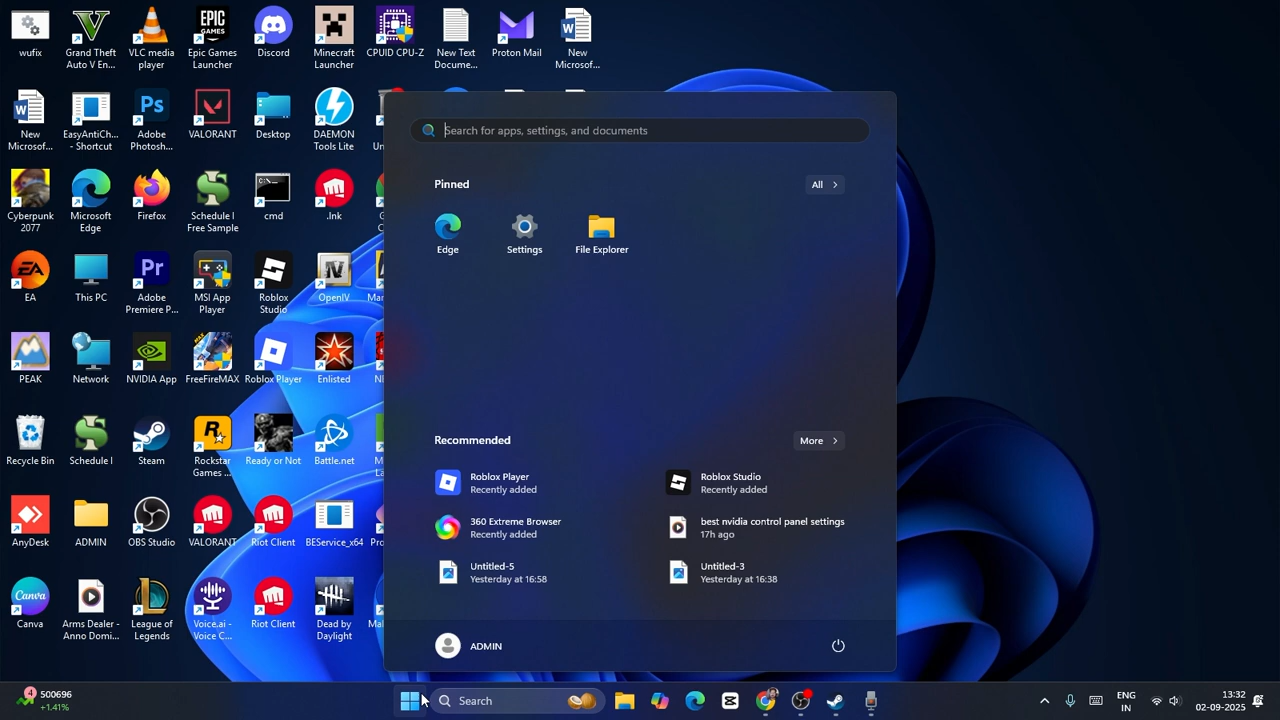 wufix
Grand Theft
Auto V En...
VLC media
player
EPIC
GAMES
Epic Games
Launcher
Discord
Minecraft
Launcher
CPUID CPU-Z
New Text
Docume...
Proton Mail
New
Microsof...
New
Microsof...
EasyAntiCh...
- Shortcut
Ps
Adobe
Photosh...
VALORANT
Desktop
DAEMON
Tools Lite
Search for apps, settings, and documents
Pinned
All
Cyberpunk
2077
Microsoft
Edge
Firefox
Schedule I
Free Sample
cmd
.lnk
Edge
Settings
File Explorer
EA
EA
This PC
Pr
Adobe
Premiere P...
MSI App
Player
Roblox
Studio
OpenIV
PEAK
Network
NVIDIA App
MAX
FreeFireMAX
Roblox Player
Enlisted
Recycle Bin
Schedule I
Steam
Rockstar
Games ...
Ready or Not
Battle.net
Recommended
More
Roblox Player
Recently added
Roblox Studio
Recently added
AnyDesk
ADMIN
OBS Studio
VALORANT
Riot Client
BEService_x64
360 Extreme Browser
Recently added
best nvidia control panel settings
17h ago
Untitled-5
Yesterday at 16:58
Untitled-3
Yesterday at 16:38
Canva
Canva
Arms Dealer -
Anno Domi...
League of
Legends
Voice.ai -
Voice C...
Riot Client
Dead by
Daylight
ADMIN
4
500696
+1.41%
Search
ENG
IN
13:32
02-09-2025